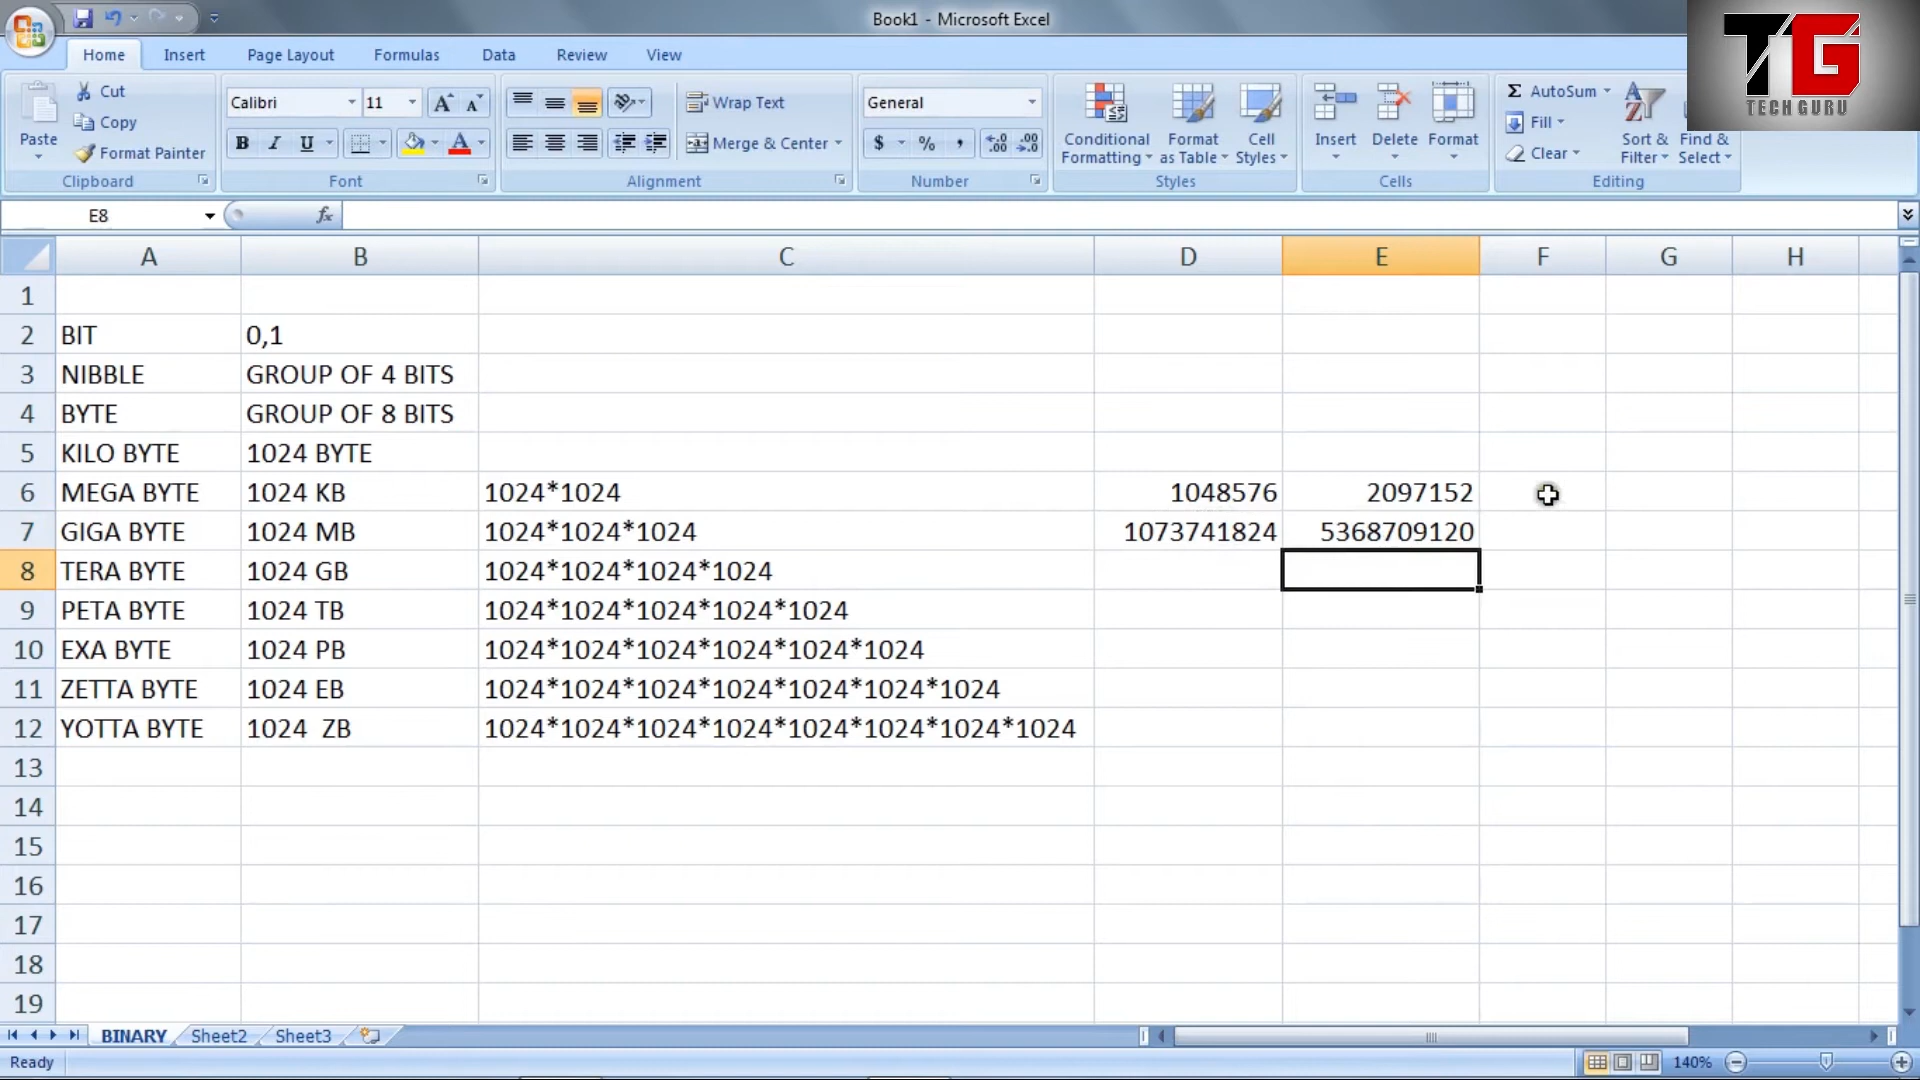 Book1 - Microsoft Excel
TG
TECH GURU
Home Insert Page Layout Formulas Data Review View
Paste
Cut
Copy
Format Painter
Clipboard
Calibri 11 A A
B I U A
Font
Wrap Text
Merge & Center
Alignment
General
$ % , .0 .00 .00 .0
Number
Conditional Formatting
Format as Table
Cell Styles
Styles
Insert Delete Format
Cells
Σ AutoSum
Fill
Clear
Sort & Filter
Find & Select
Editing
E8 fx
A B C D E F G H
1
2 BIT 0,1
3 NIBBLE GROUP OF 4 BITS
4 BYTE GROUP OF 8 BITS
5 KILO BYTE 1024 BYTE
6 MEGA BYTE 1024 KB 1024*1024 1048576 2097152
7 GIGA BYTE 1024 MB 1024*1024*1024 1073741824 5368709120
8 TERA BYTE 1024 GB 1024*1024*1024*1024
9 PETA BYTE 1024 TB 1024*1024*1024*1024*1024
10 EXA BYTE 1024 PB 1024*1024*1024*1024*1024*1024
11 ZETTA BYTE 1024 EB 1024*1024*1024*1024*1024*1024*1024
12 YOTTA BYTE 1024  ZB 1024*1024*1024*1024*1024*1024*1024*1024
13
14
15
16
17
18
19
BINARY Sheet2 Sheet3
Ready 140%